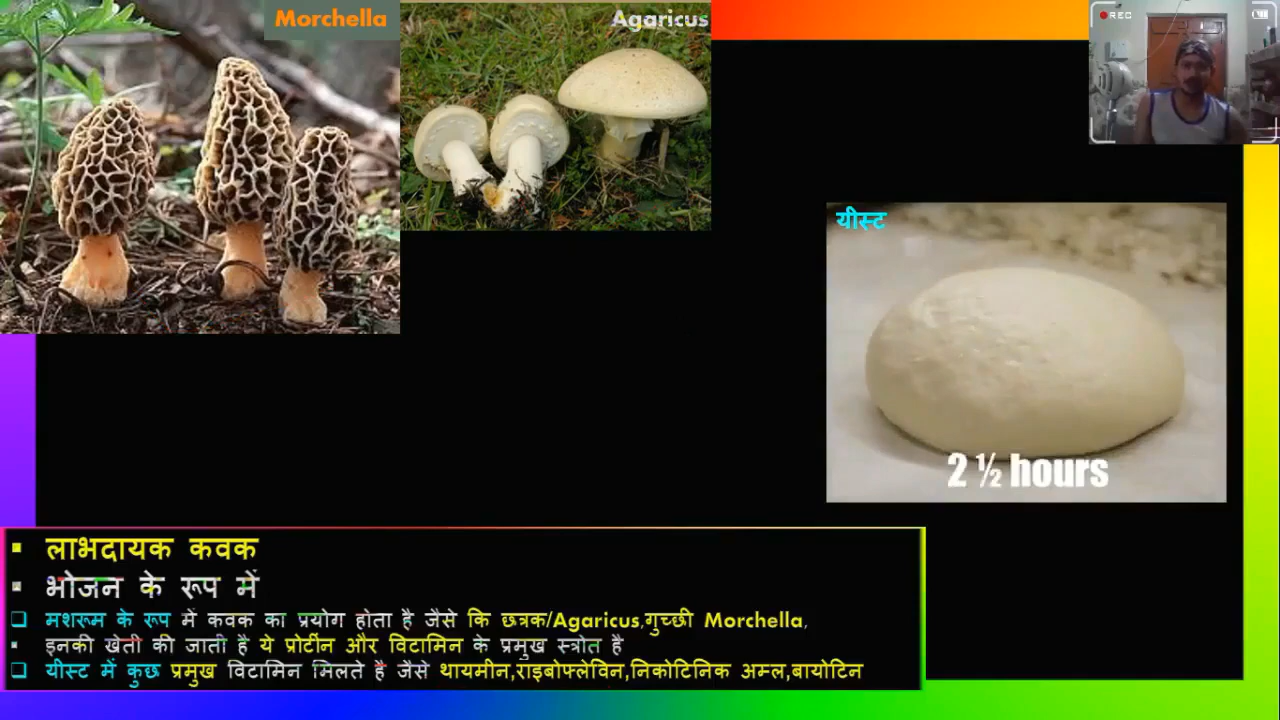 Morchella
Agaricus
REC
यीस्ट
2 ½ hours
लाभदायक कवक
भोजन के रूप में
मशरूम के रूप में कवक का प्रयोग होता है जैसे कि छत्रक/Agaricus,गुच्छी Morchella,
इनकी खेती की जाती है ये प्रोटीन और विटामिन के प्रमुख स्त्रोत है
यीस्ट में कुछ प्रमुख विटामिन मिलते है जैसे थायमीन,राइबोफ्लेविन,निकोटिनिक अम्ल,बायोटिन